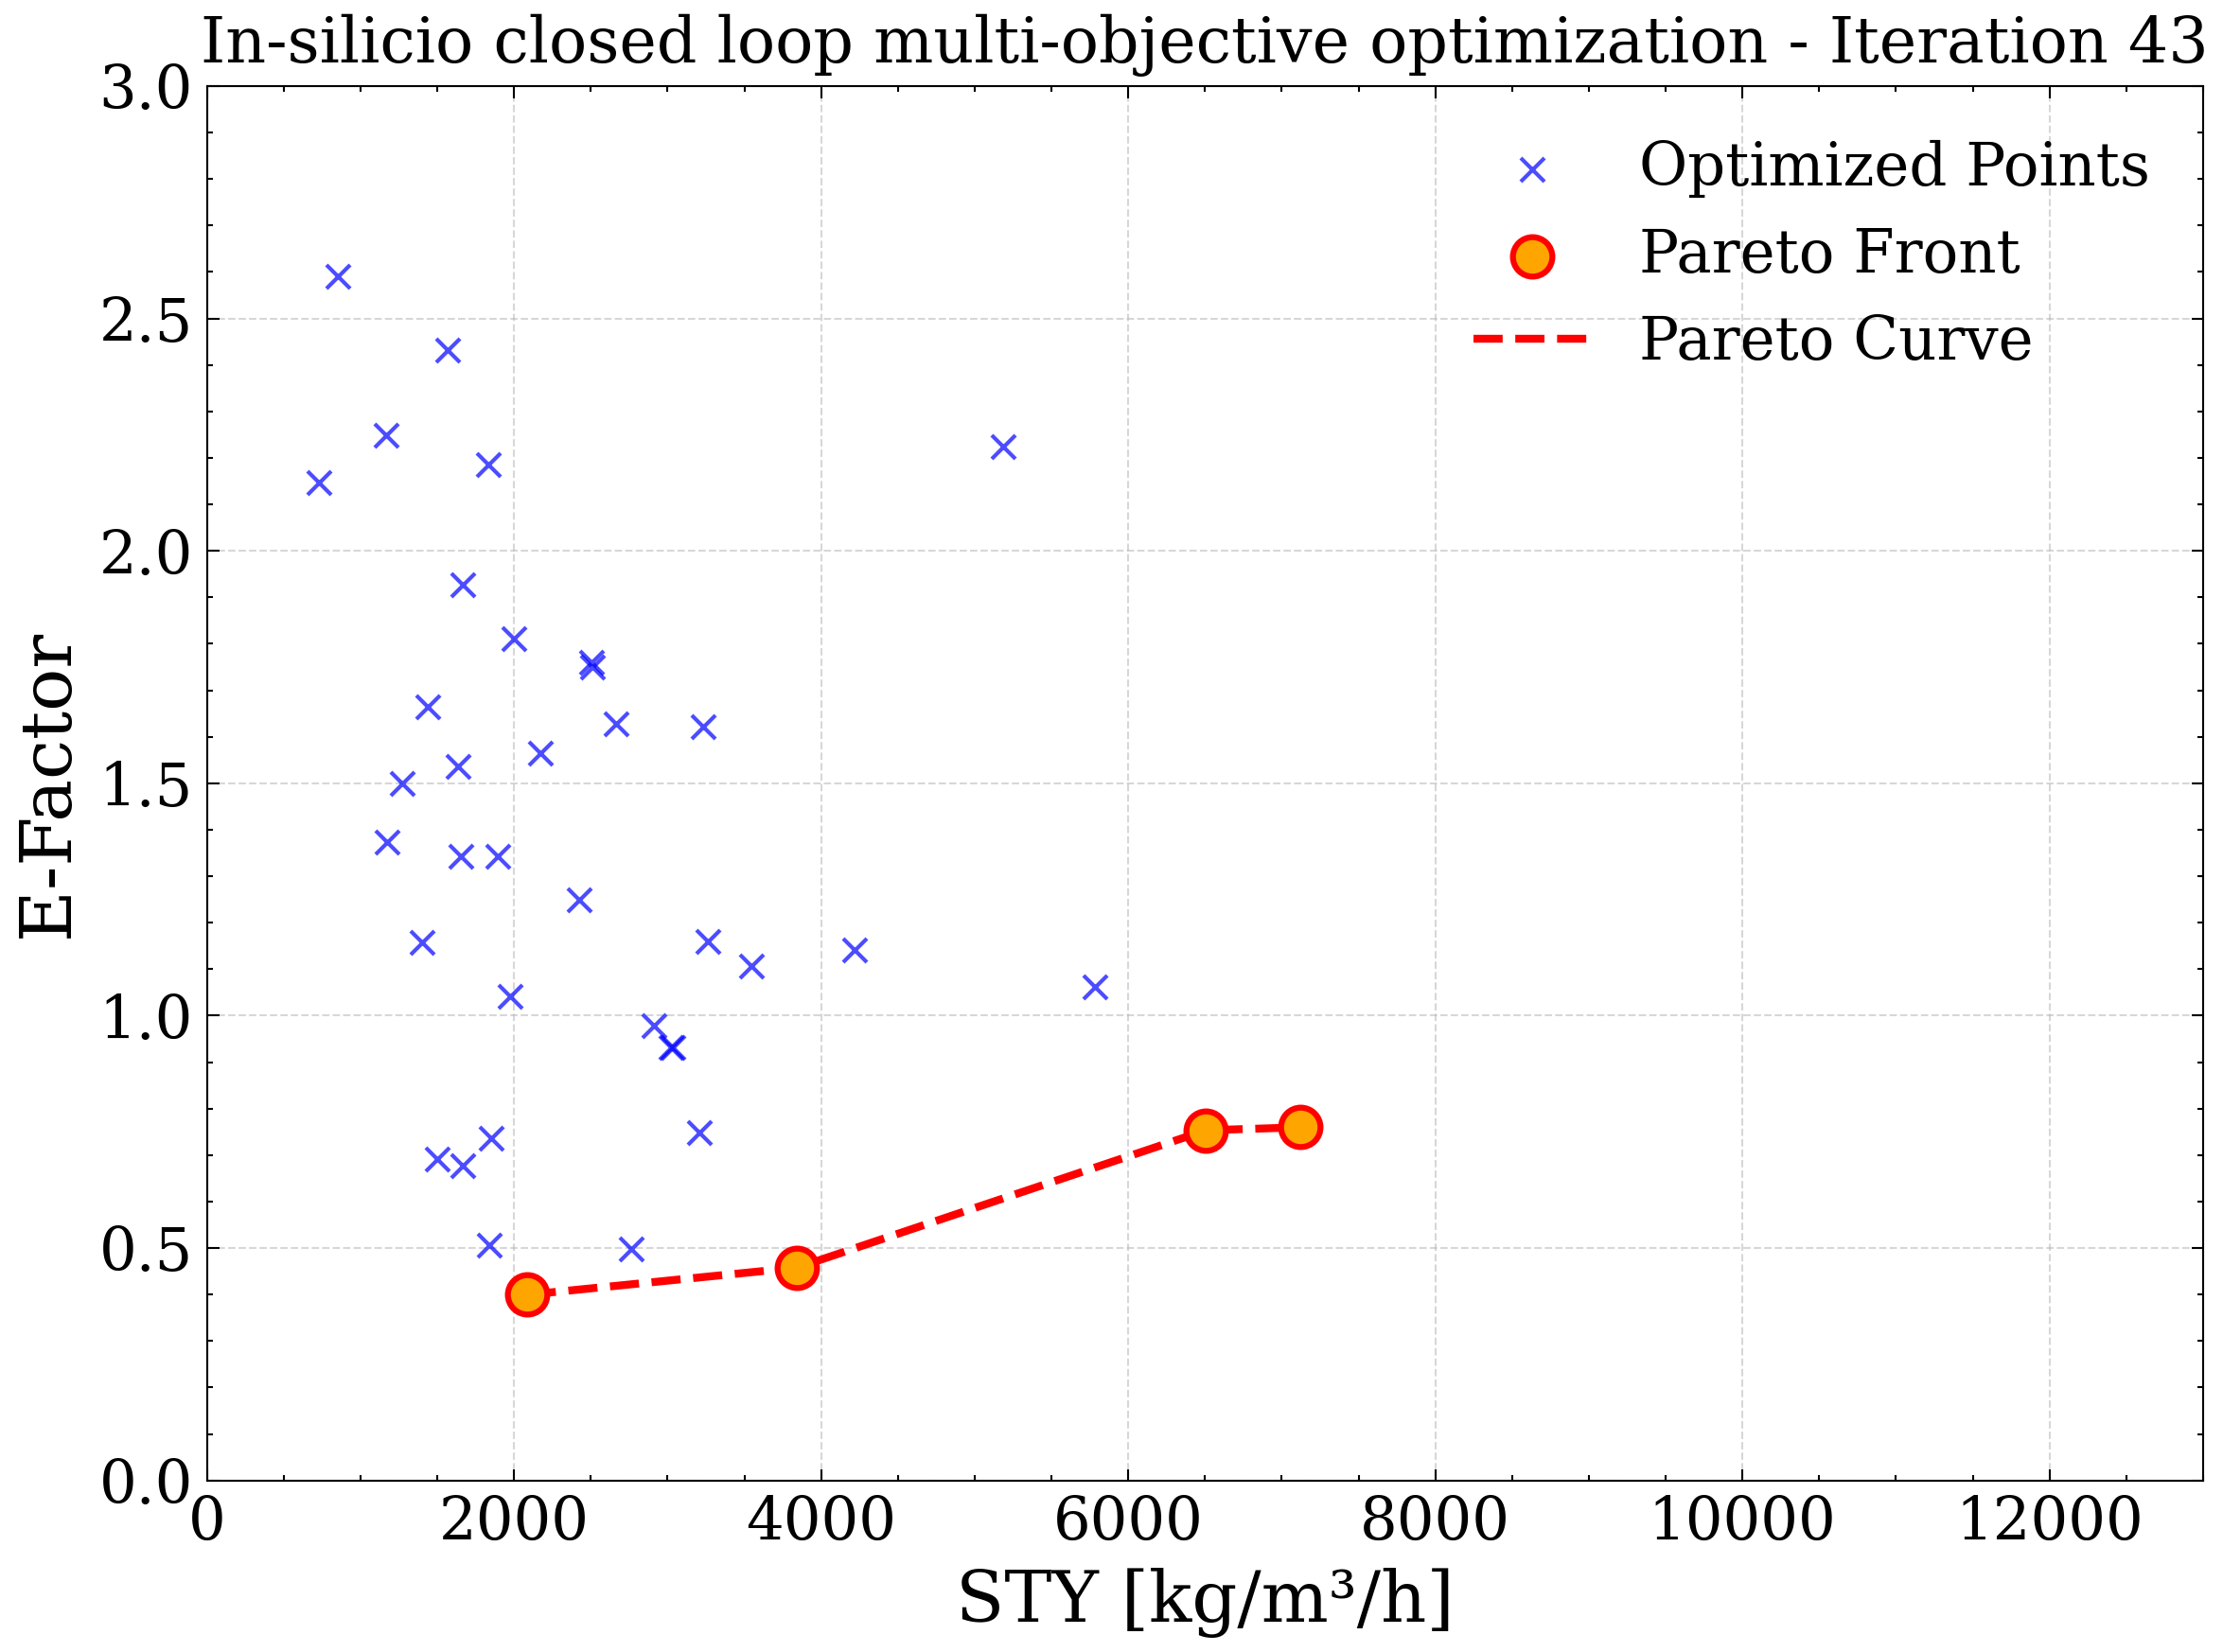 In-silicio closed loop multi-objective optimization - Iteration 43
3.0
2.5
2.0
1.5
1.0
0.5
0.0
E-Factor
Optimized Points
Pareto Front
Pareto Curve
0 2000 4000 6000 8000 10000 12000
STY [kg/m³/h]